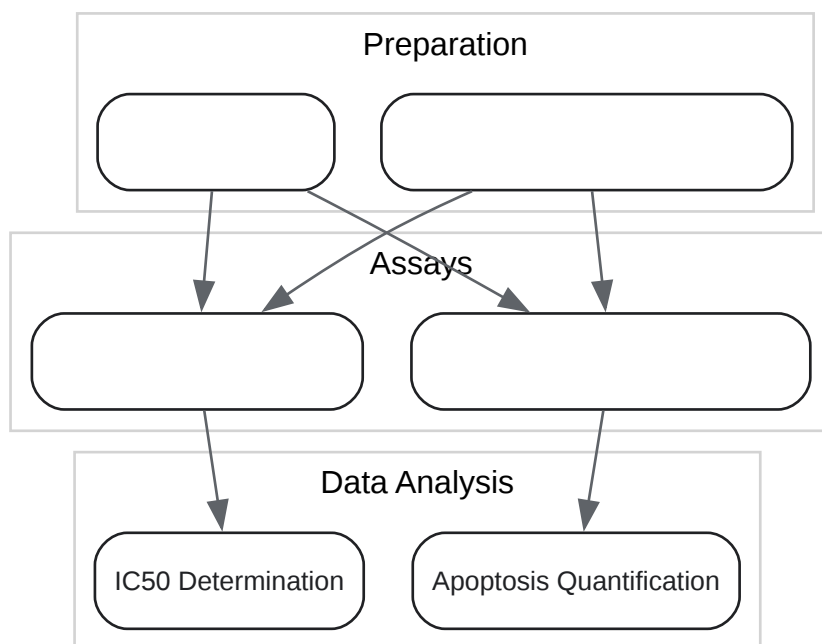 Preparation
Assays
Data Analysis
IC50 Determination
Apoptosis Quantification